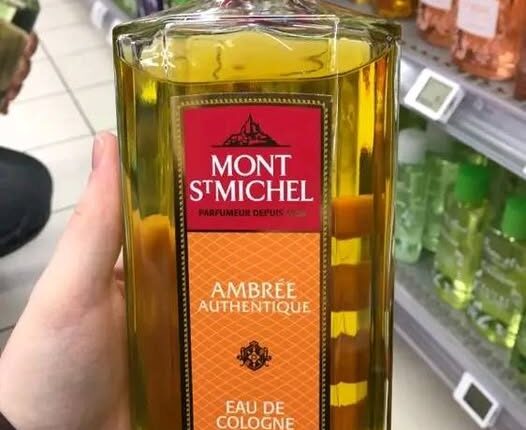 MONT
ST MICHEL
PARFUMEUR DEPUIS
AMBRÉE
AUTHENTIQUE
EAU DE
COLOGNE